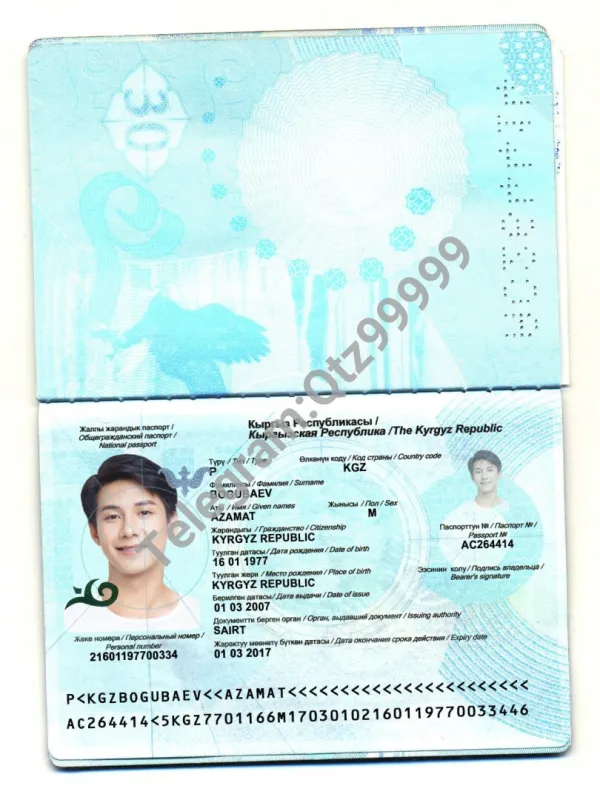 30
Кыргыз Республикасы /
Кыргызская Республика /The Kyrgyz Republic
Жалпы жарандык паспорт /
Общегражданский паспорт /
National passport
Түрү / Тип / Type
P
Өлкөнүн коду / Код страны / Country code
KGZ
Фамилиясы / Фамилия / Surname
BOGUBAEV
Аты / Имя / Given names
AZAMAT
Жынысы / Пол / Sex
M
Жарандыгы / Гражданство / Citizenship
KYRGYZ REPUBLIC
Туулган датасы / Дата рождения / Date of birth
16 01 1977
Туулган жери / Место рождения / Place of birth
KYRGYZ REPUBLIC
Берилген датасы/ Дата выдачи / Date of issue
01 03 2007
Документти берген орган / Орган, выдавший документ / Issuing authority
SAIRT
Жарактуу мөөнөтү бүткөн датасы / Дата окончания срока действия / Expiry date
01 03 2017
Паспорттун № / Паспорт № /
Passport №
AC264414
Ээсинин колу / Подпись владельца /
Bearer's signature
Жеке номери / Персональный номер /
Personal number
21601197700334
P<KGZBOGUBAEV<<AZAMAT<<<<<<<<<<<<<<<<<<<<<<<
AC264414<5KGZ7701166M17030102160119770033446
Telegram:Qtz99999